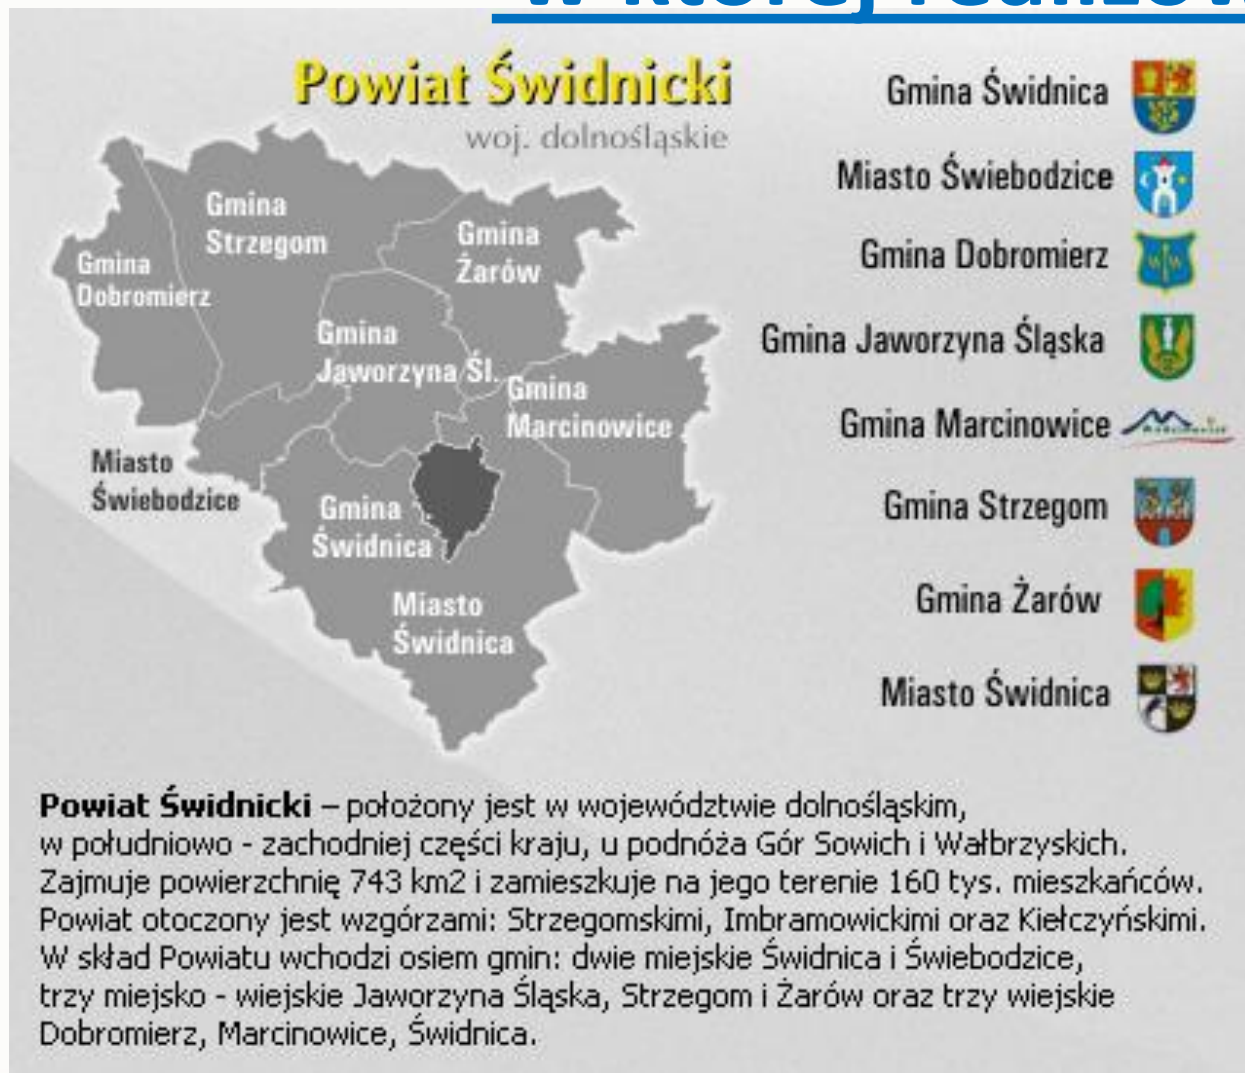 w której realizow
Powiat Świdnicki
woj. dolnośląskie
Gmina
Strzegom
Gmina
Żarów
Gmina
Dobromierz
Gmina
Jaworzyna Śl.
Gmina
Marcinowice
Miasto
Świebodzice
Gmina
Świdnica
Miasto
Świdnica
Gmina Świdnica
Miasto Świebodzice
Gmina Dobromierz
Gmina Jaworzyna Śląska
Gmina Marcinowice
Gmina Strzegom
Gmina Żarów
Miasto Świdnica
Powiat Świdnicki – położony jest w województwie dolnośląskim,
w południowo - zachodniej części kraju, u podnóża Gór Sowich i Wałbrzyskich.
Zajmuje powierzchnię 743 km2 i zamieszkuje na jego terenie 160 tys. mieszkańców.
Powiat otoczony jest wzgórzami: Strzegomskimi, Imbramowickimi oraz Kiełczyńskimi.
W skład Powiatu wchodzi osiem gmin: dwie miejskie Świdnica i Świebodzice,
trzy miejsko - wiejskie Jaworzyna Śląska, Strzegom i Żarów oraz trzy wiejskie
Dobromierz, Marcinowice, Świdnica.